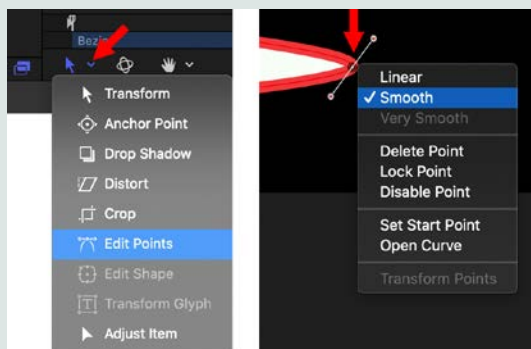 Transform
Anchor Point
Drop Shadow
Distort
Crop
Edit Points
Edit Shape
Transform Glyph
Adjust Item
Linear
✓ Smooth
Very Smooth
Delete Point
Lock Point
Disable Point
Set Start Point
Open Curve
Transform Points